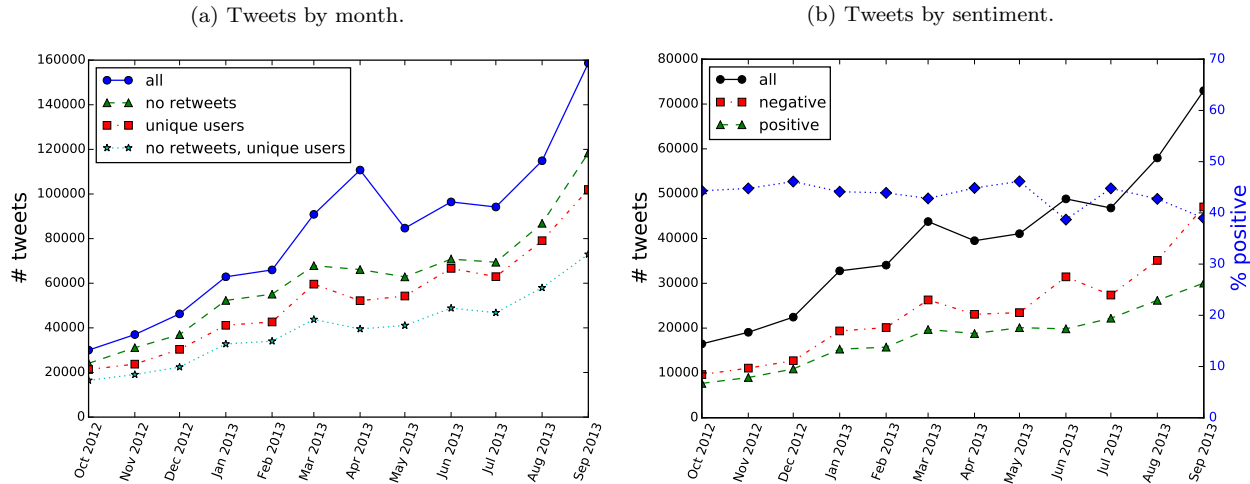 (a) Tweets by month.
160000
140000
120000
100000
80000
60000
40000
20000
0
# tweets
all
no retweets
unique users
no retweets, unique users
Oct 2012
Nov 2012
Dec 2012
Jan 2013
Feb 2013
Mar 2013
Apr 2013
May 2013
Jun 2013
Jul 2013
Aug 2013
Sep 2013
(b) Tweets by sentiment.
80000
70000
60000
50000
40000
30000
20000
10000
0
# tweets
all
negative
positive
70
60
50
40
30
20
10
0
% positive
Oct 2012
Nov 2012
Dec 2012
Jan 2013
Feb 2013
Mar 2013
Apr 2013
May 2013
Jun 2013
Jul 2013
Aug 2013
Sep 2013